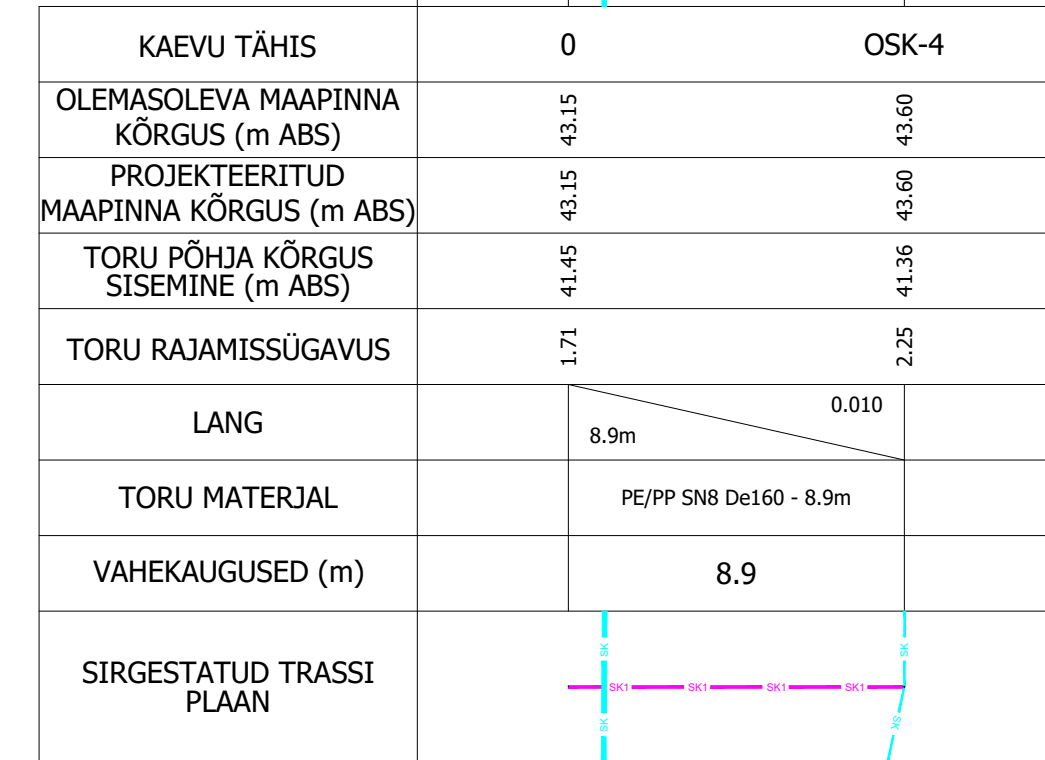 KAEVU TÄHIS
0
OSK-4
OLEMASOLEVA MAAPINNA
KÕRGUS (m ABS)
43.15
43.60
PROJEKTEERITUD
MAAPINNA KÕRGUS (m ABS)
43.15
43.60
TORU PÕHJA KÕRGUS
SISEMINE (m ABS)
41.45
41.36
TORU RAJAMISSÜGAVUS
1.71
2.25
LANG
8.9m
0.010
TORU MATERJAL
PE/PP SN8 De160 - 8.9m
VAHEKAUGUSED (m)
8.9
SIRGESTATUD TRASSI
PLAAN
SK
SK
SK1
SK1
SK1
SK1
SK
SK